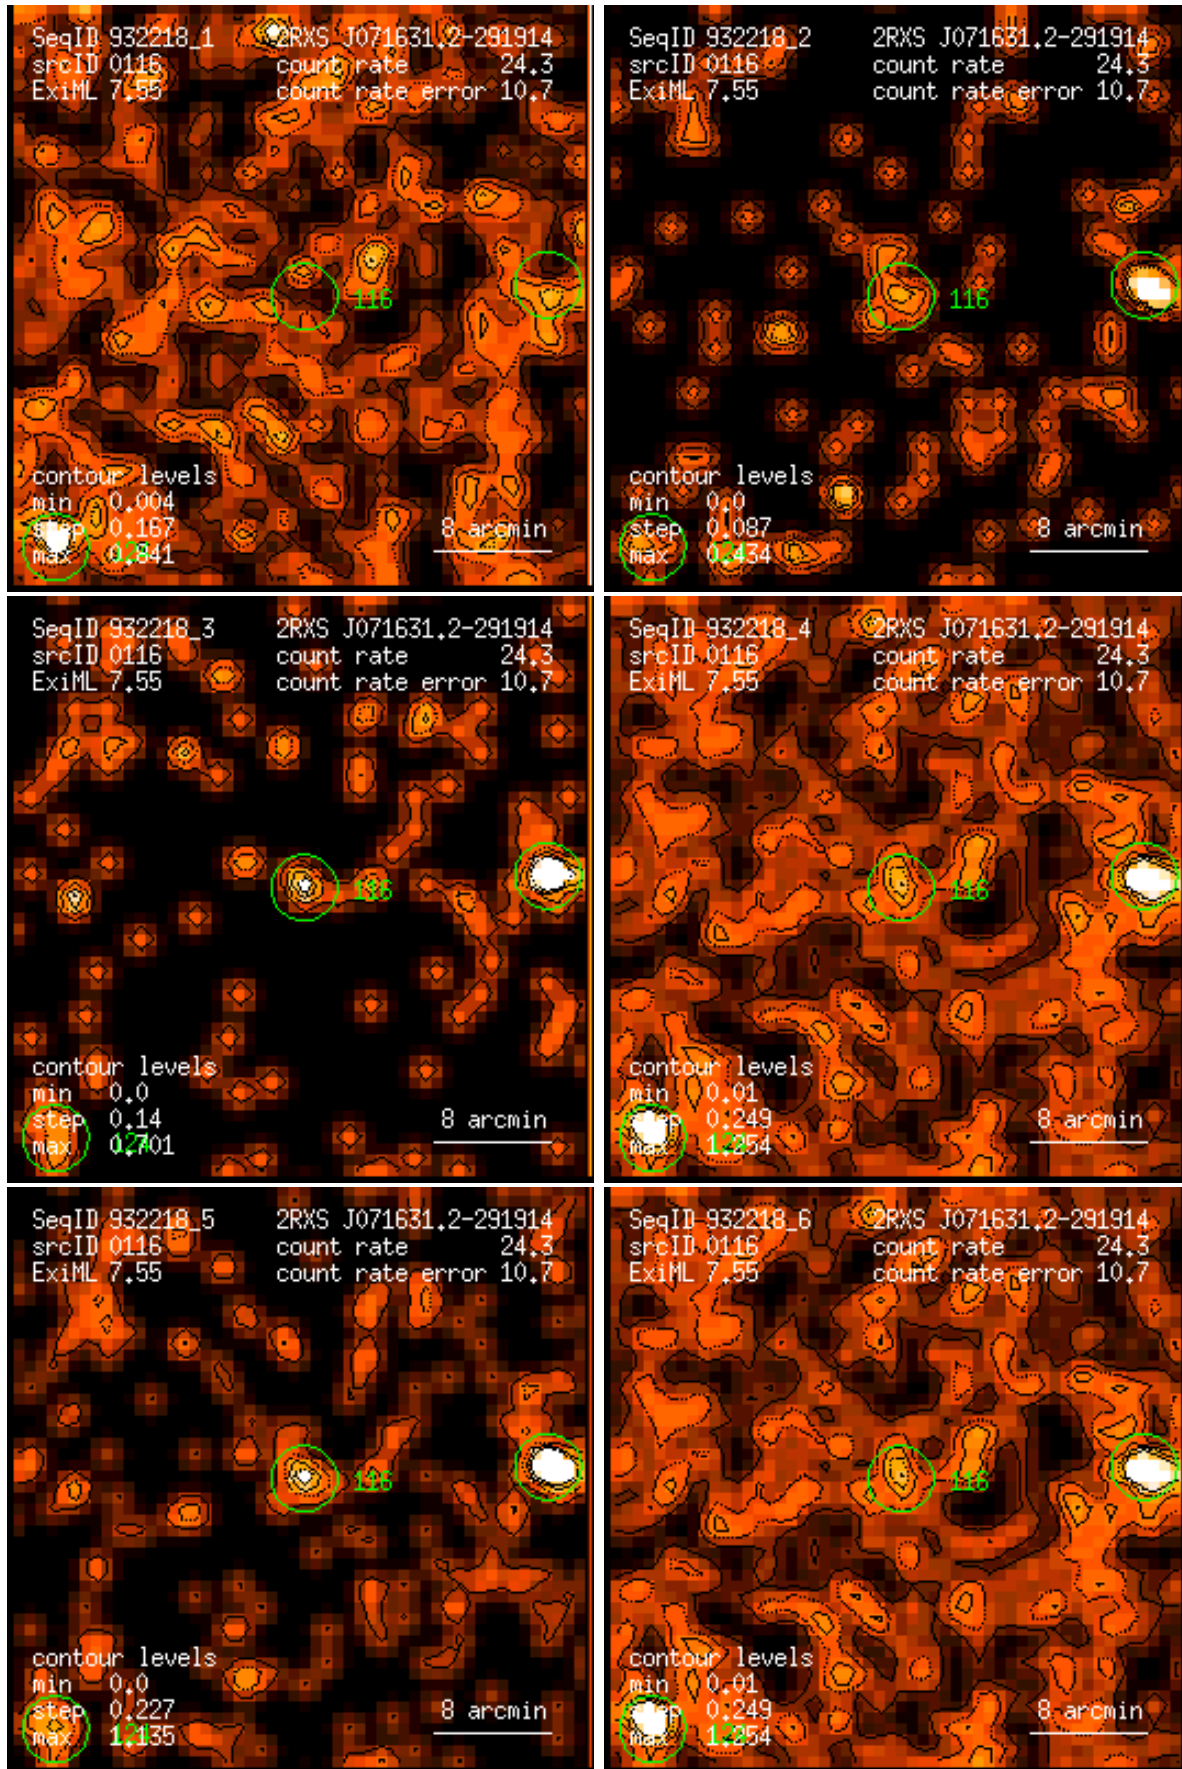 SeqID 932218_1 2RXS J071631.2-291914
srcID 0116 count rate 24.3
ExiML 7.55 count rate error 10.7
116
contour levels
min 0.004
step 0.167 8 arcmin
max 0.841
SeqID 932218_2 2RXS J071631.2-291914
srcID 0116 count rate 24.3
ExiML 7.55 count rate error 10.7
116
contour levels
min 0.0
step 0.087 8 arcmin
max 0.434
SeqID 932218_3 2RXS J071631.2-291914
srcID 0116 count rate 24.3
ExiML 7.55 count rate error 10.7
116
contour levels
min 0.0
step 0.14 8 arcmin
max 0.701
SeqID 932218_4 2RXS J071631.2-291914
srcID 0116 count rate 24.3
ExiML 7.55 count rate error 10.7
116
contour levels
min 0.01
step 0.249 8 arcmin
max 1.254
SeqID 932218_5 2RXS J071631.2-291914
srcID 0116 count rate 24.3
ExiML 7.55 count rate error 10.7
116
contour levels
min 0.0
step 0.227 8 arcmin
max 1.135
SeqID 932218_6 2RXS J071631.2-291914
srcID 0116 count rate 24.3
ExiML 7.55 count rate error 10.7
116
contour levels
min 0.01
step 0.249 8 arcmin
max 1.254